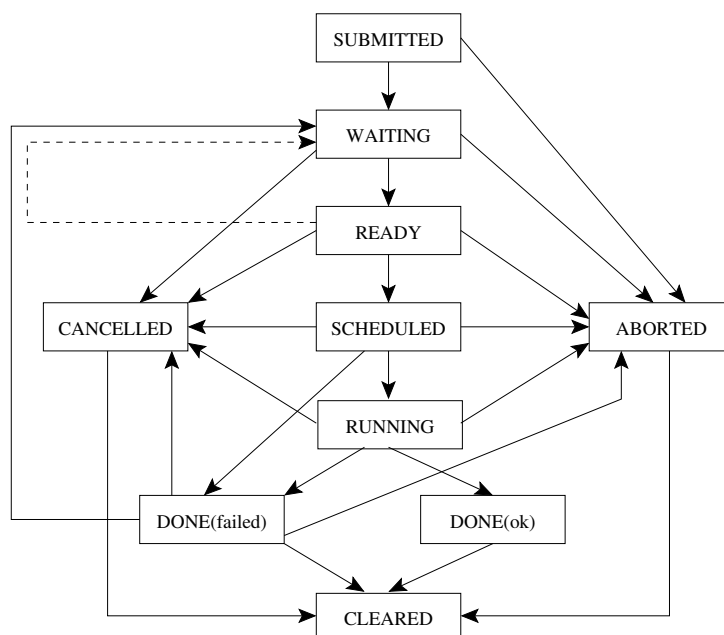 SUBMITTED
WAITING
READY
CANCELLED
SCHEDULED
ABORTED
RUNNING
DONE(failed)
DONE(ok)
CLEARED